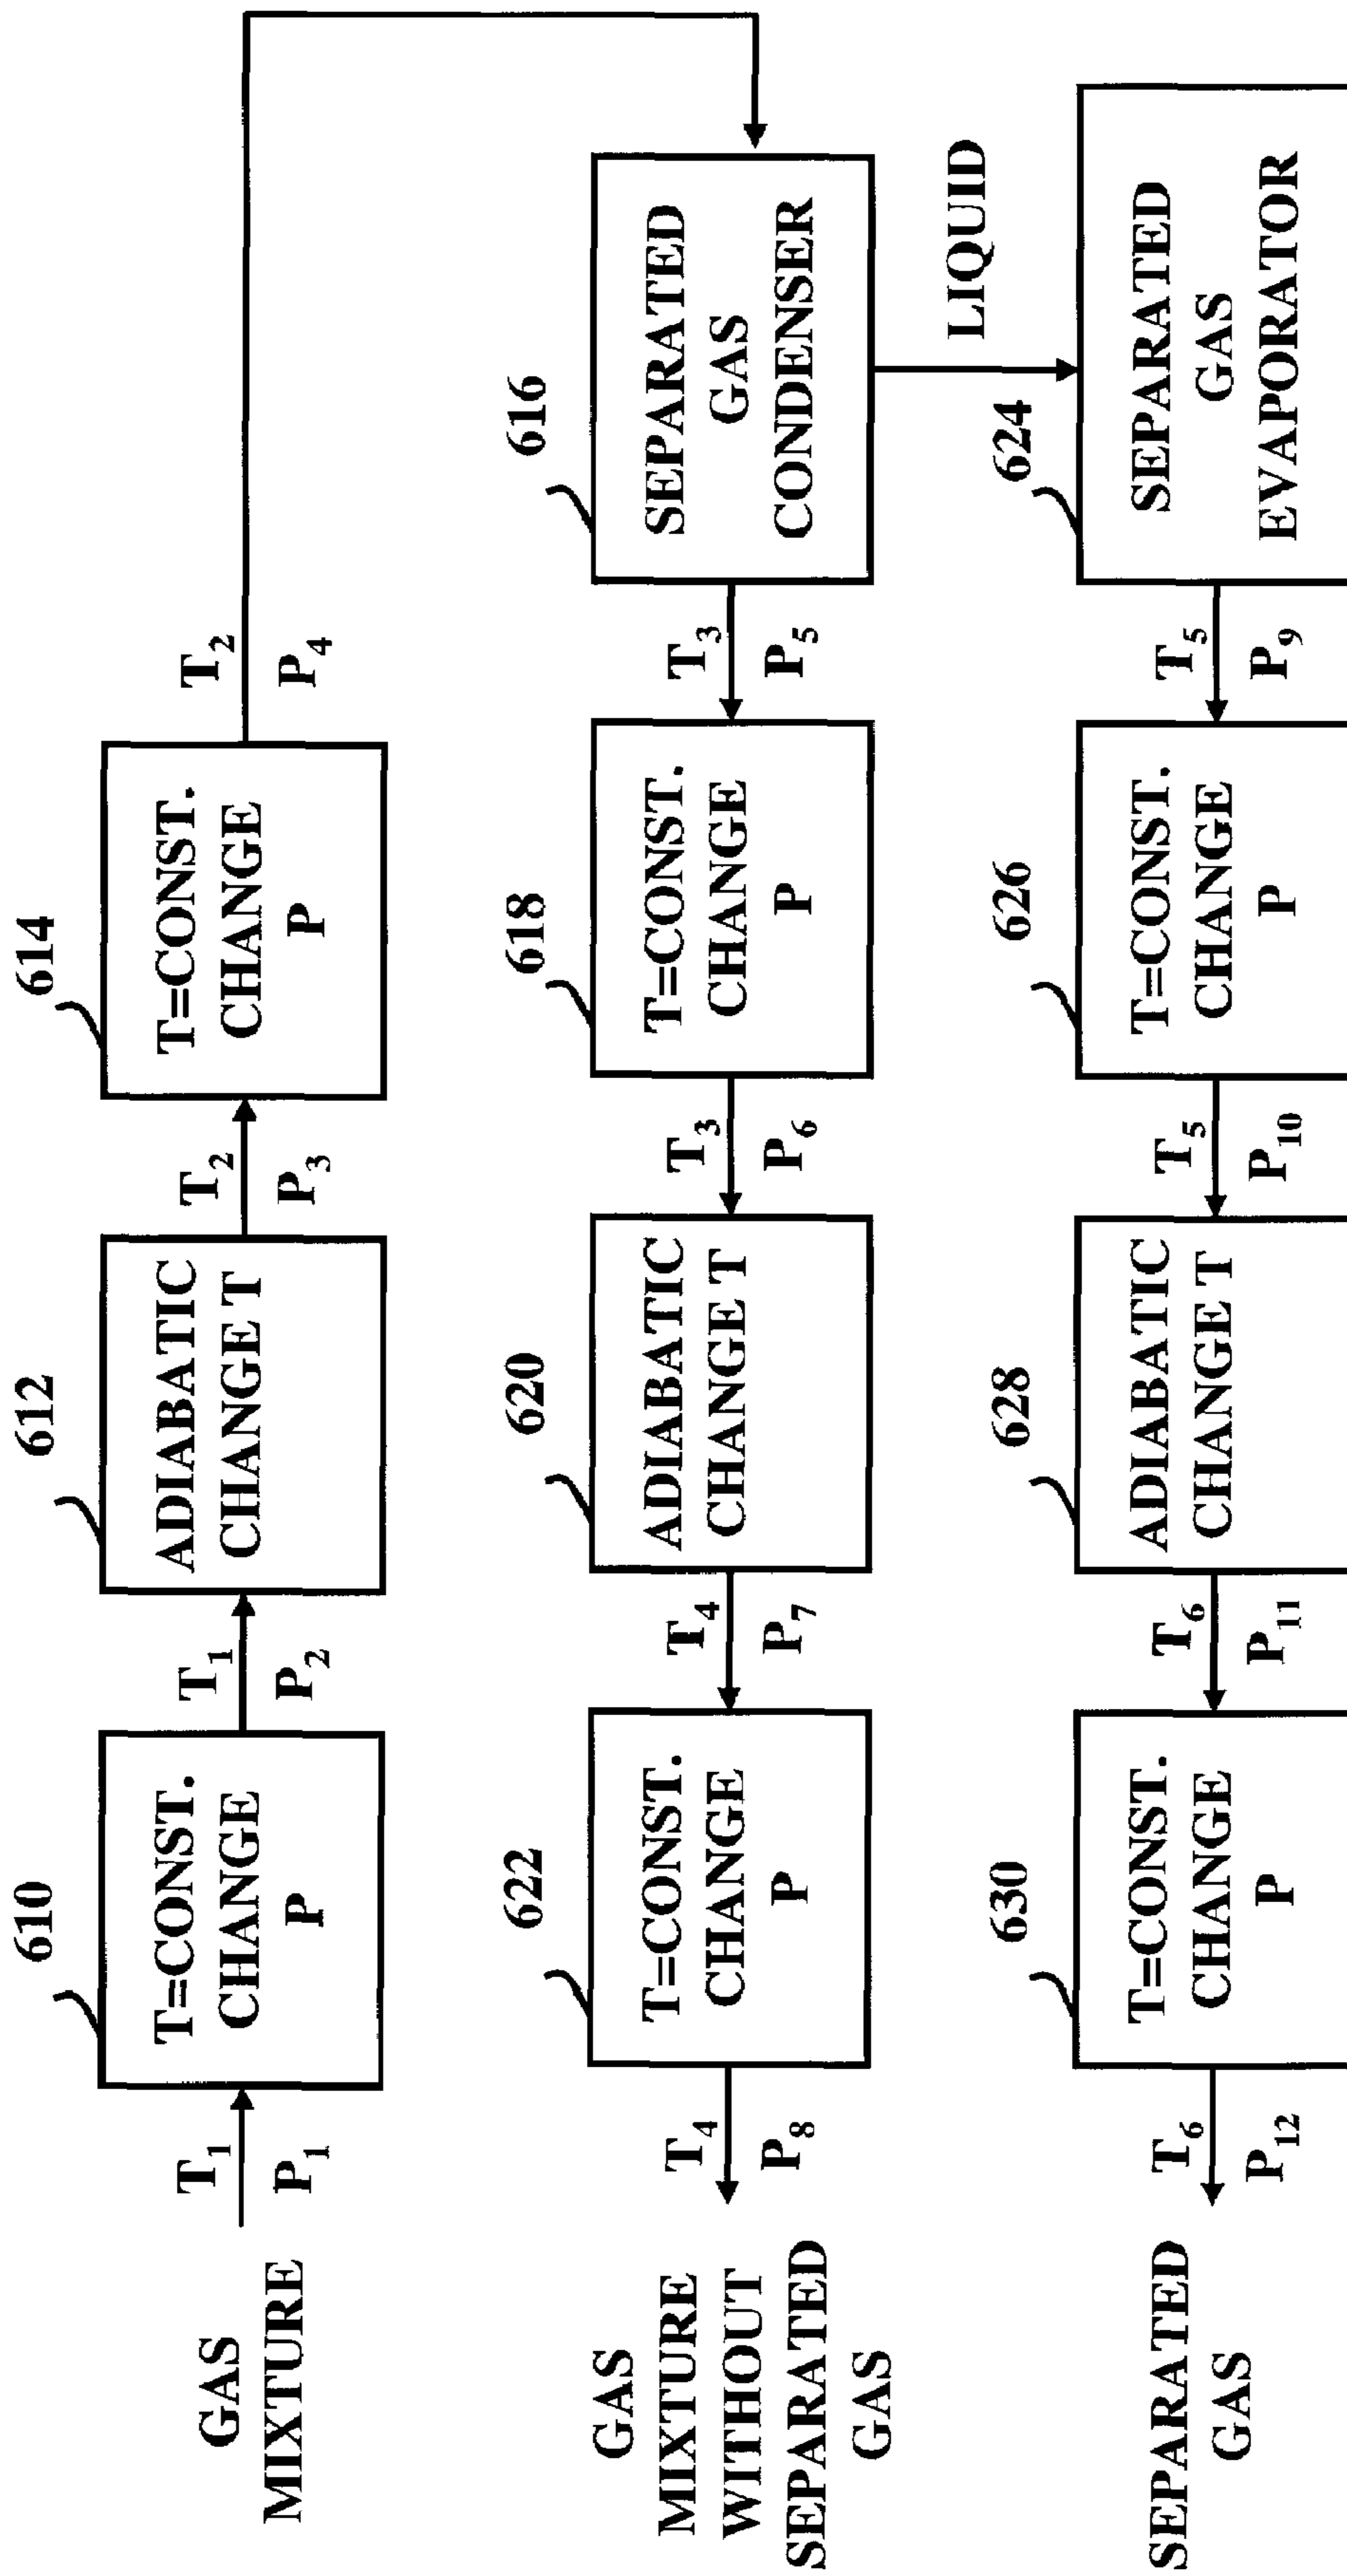 GAS
MIXTURE
T1
P1
610
T=CONST.
CHANGE
P
T1
P2
612
ADIABATIC
CHANGE T
T2
P3
614
T=CONST.
CHANGE
P
T2
P4
616
SEPARATED
GAS
CONDENSER
T3
P5
618
T=CONST.
CHANGE
P
T3
P6
620
ADIABATIC
CHANGE T
T4
P7
622
T=CONST.
CHANGE
P
T4
P8
GAS
MIXTURE
WITHOUT
SEPARATED
GAS
LIQUID
624
SEPARATED
GAS
EVAPORATOR
T5
P9
626
T=CONST.
CHANGE
P
T5
P10
628
ADIABATIC
CHANGE T
T6
P11
630
T=CONST.
CHANGE
P
T6
P12
SEPARATED
GAS